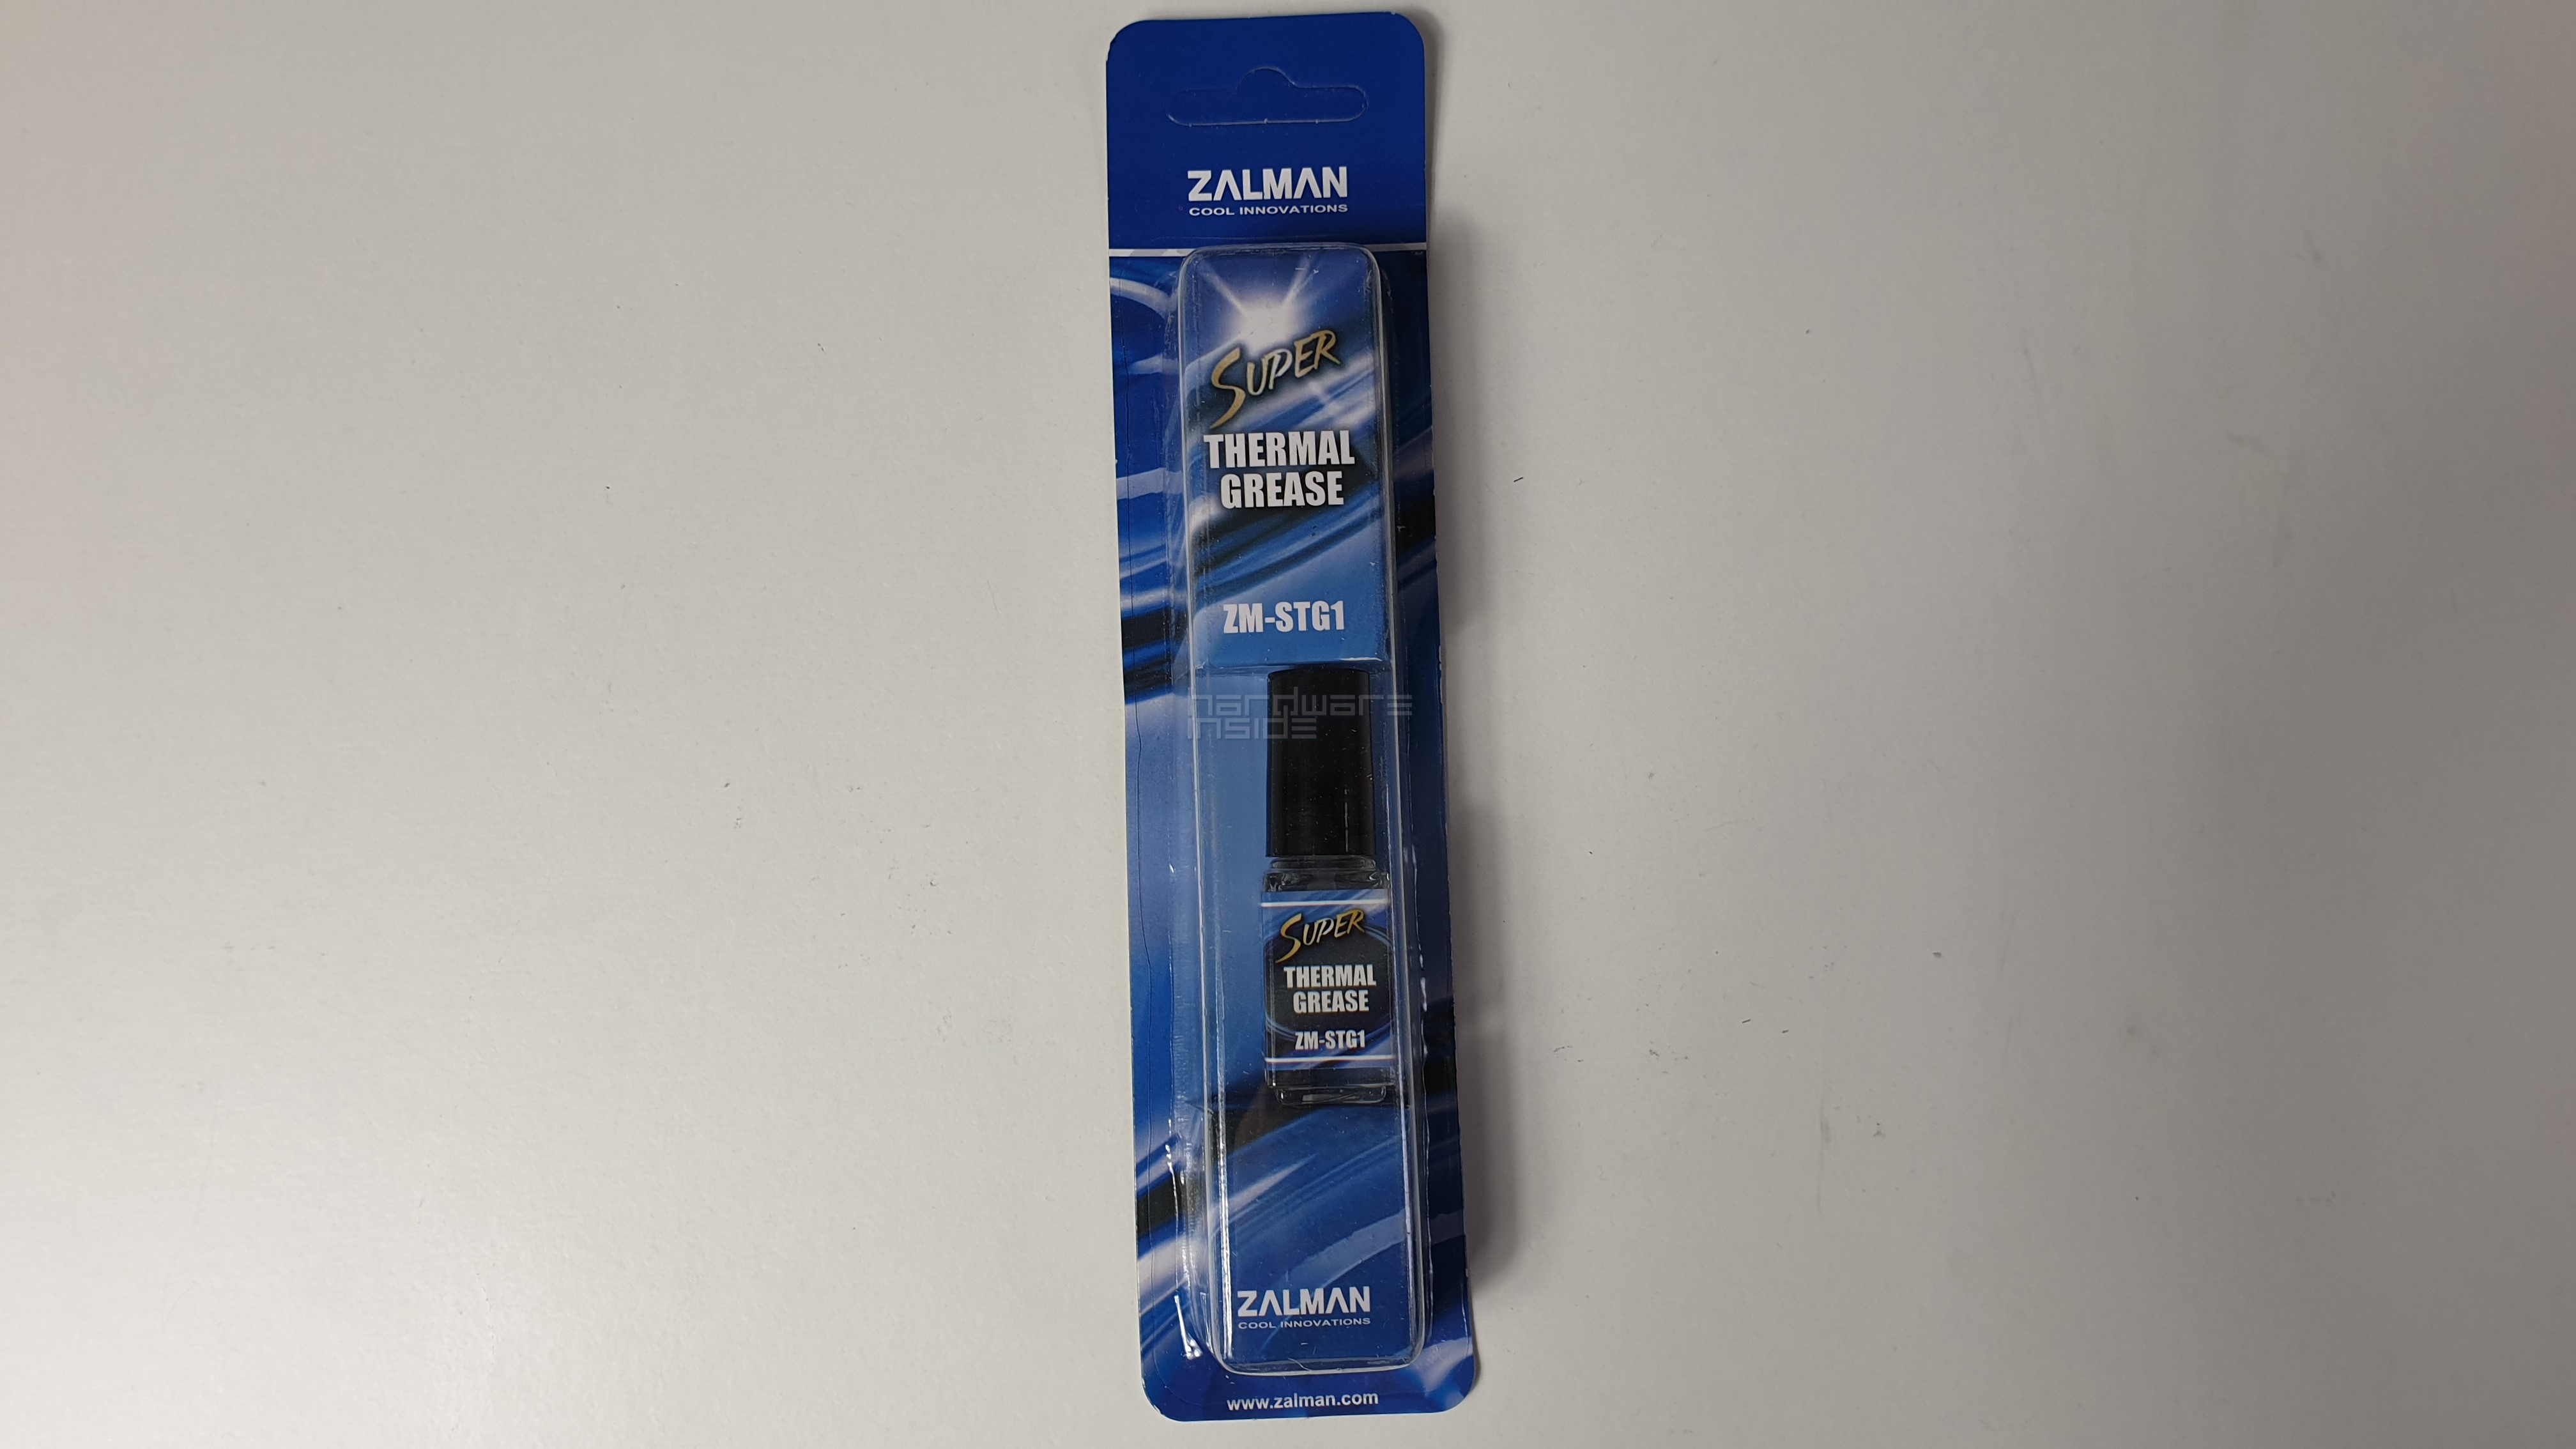 ZALMAN
COOL INNOVATIONS
SUPER
THERMAL
GREASE
ZM-STG1
hardware
inside
SUPER
THERMAL
GREASE
ZM-STG1
ZALMAN
COOL INNOVATIONS
www.zalman.com